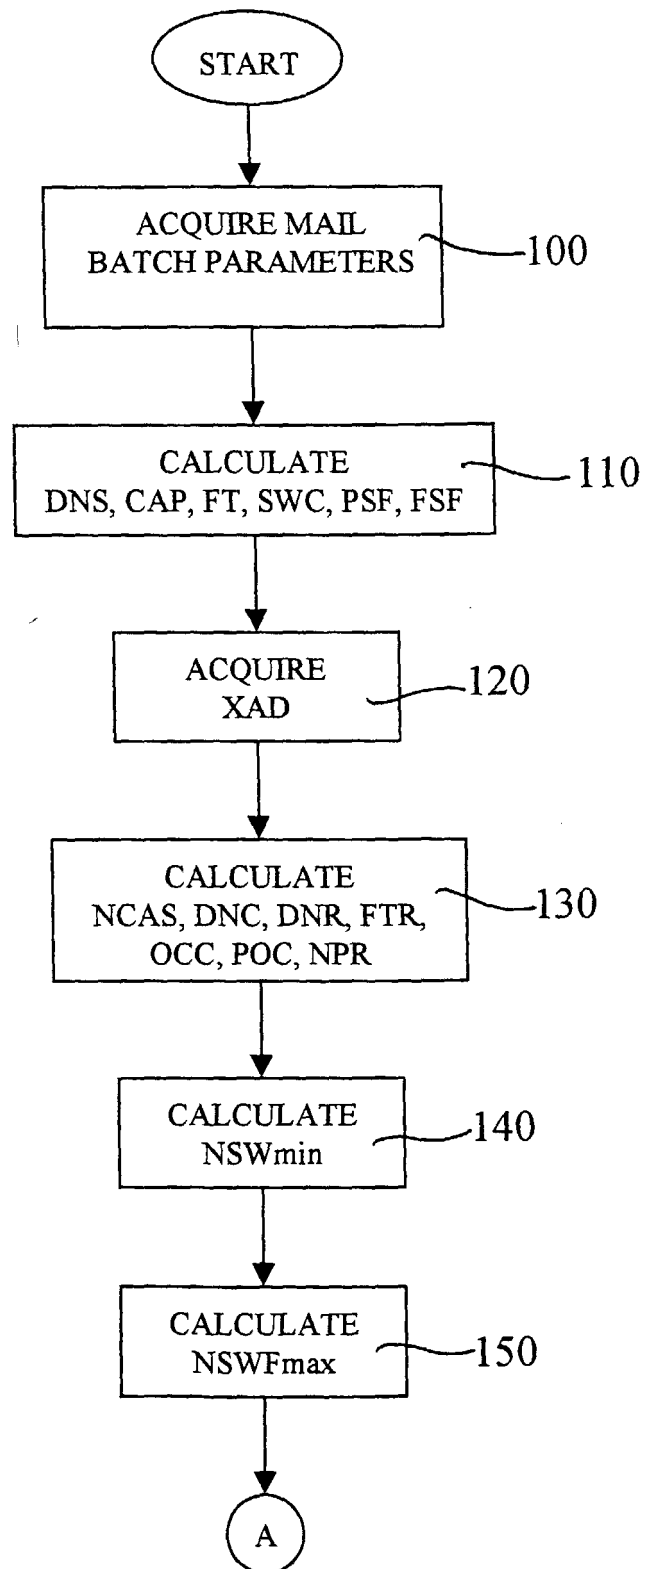 START
ACQUIRE MAIL
BATCH PARAMETERS
100
CALCULATE
DNS, CAP, FT, SWC, PSF, FSF
110
ACQUIRE
XAD
120
CALCULATE
NCAS, DNC, DNR, FTR,
OCC, POC, NPR
130
CALCULATE
NSWmin
140
CALCULATE
NSWFmax
150
A